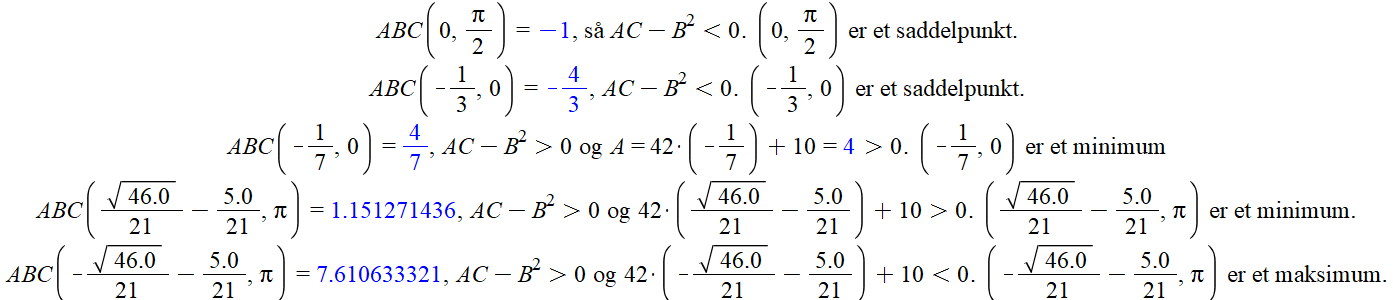 ABC(0, π/2) = −1, så AC − B² < 0. (0, π/2) er et saddelpunkt.
ABC(-1/3, 0) = -4/3, AC − B² < 0. (-1/3, 0) er et saddelpunkt.
ABC(-1/7, 0) = 4/7, AC − B² > 0 og A = 42·(-1/7) + 10 = 4 > 0. (-1/7, 0) er et minimum
ABC(√46.0/21 − 5.0/21, π) = 1.151271436, AC − B² > 0 og 42·(√46.0/21 − 5.0/21) + 10 > 0. (√46.0/21 − 5.0/21, π) er et minimum.
ABC(-√46.0/21 − 5.0/21, π) = 7.610633321, AC − B² > 0 og 42·(-√46.0/21 − 5.0/21) + 10 < 0. (-√46.0/21 − 5.0/21, π) er et maksimum.